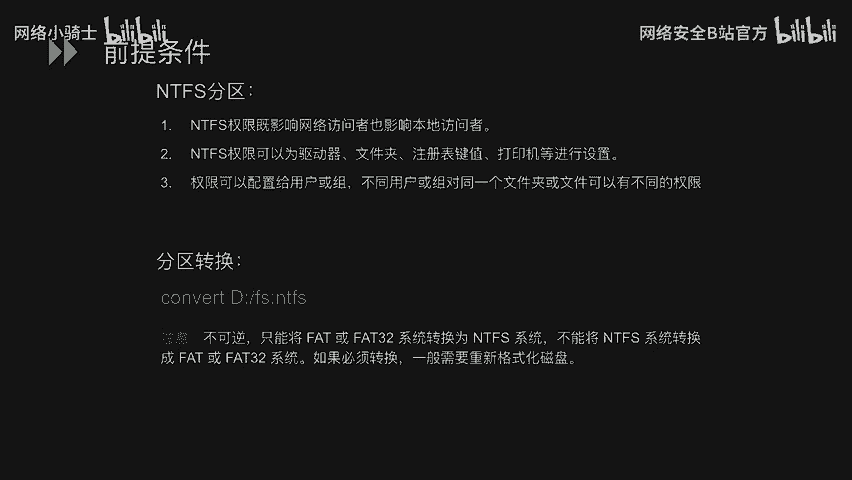 网络小骑士 bilibili
网络安全B站官方 bilibili
前提条件
NTFS分区：
1. NTFS权限既影响网络访问者也影响本地访问者。
2. NTFS权限可以为驱动器、文件夹、注册表键值、打印机等进行设置。
3. 权限可以配置给用户或组，不同用户或组对同一个文件夹或文件可以有不同的权限
分区转换：
convert D:/fs:ntfs
不可逆，只能将 FAT 或 FAT32 系统转换为 NTFS 系统，不能将 NTFS 系统转换
成 FAT 或 FAT32 系统。如果必须转换，一般需要重新格式化磁盘。